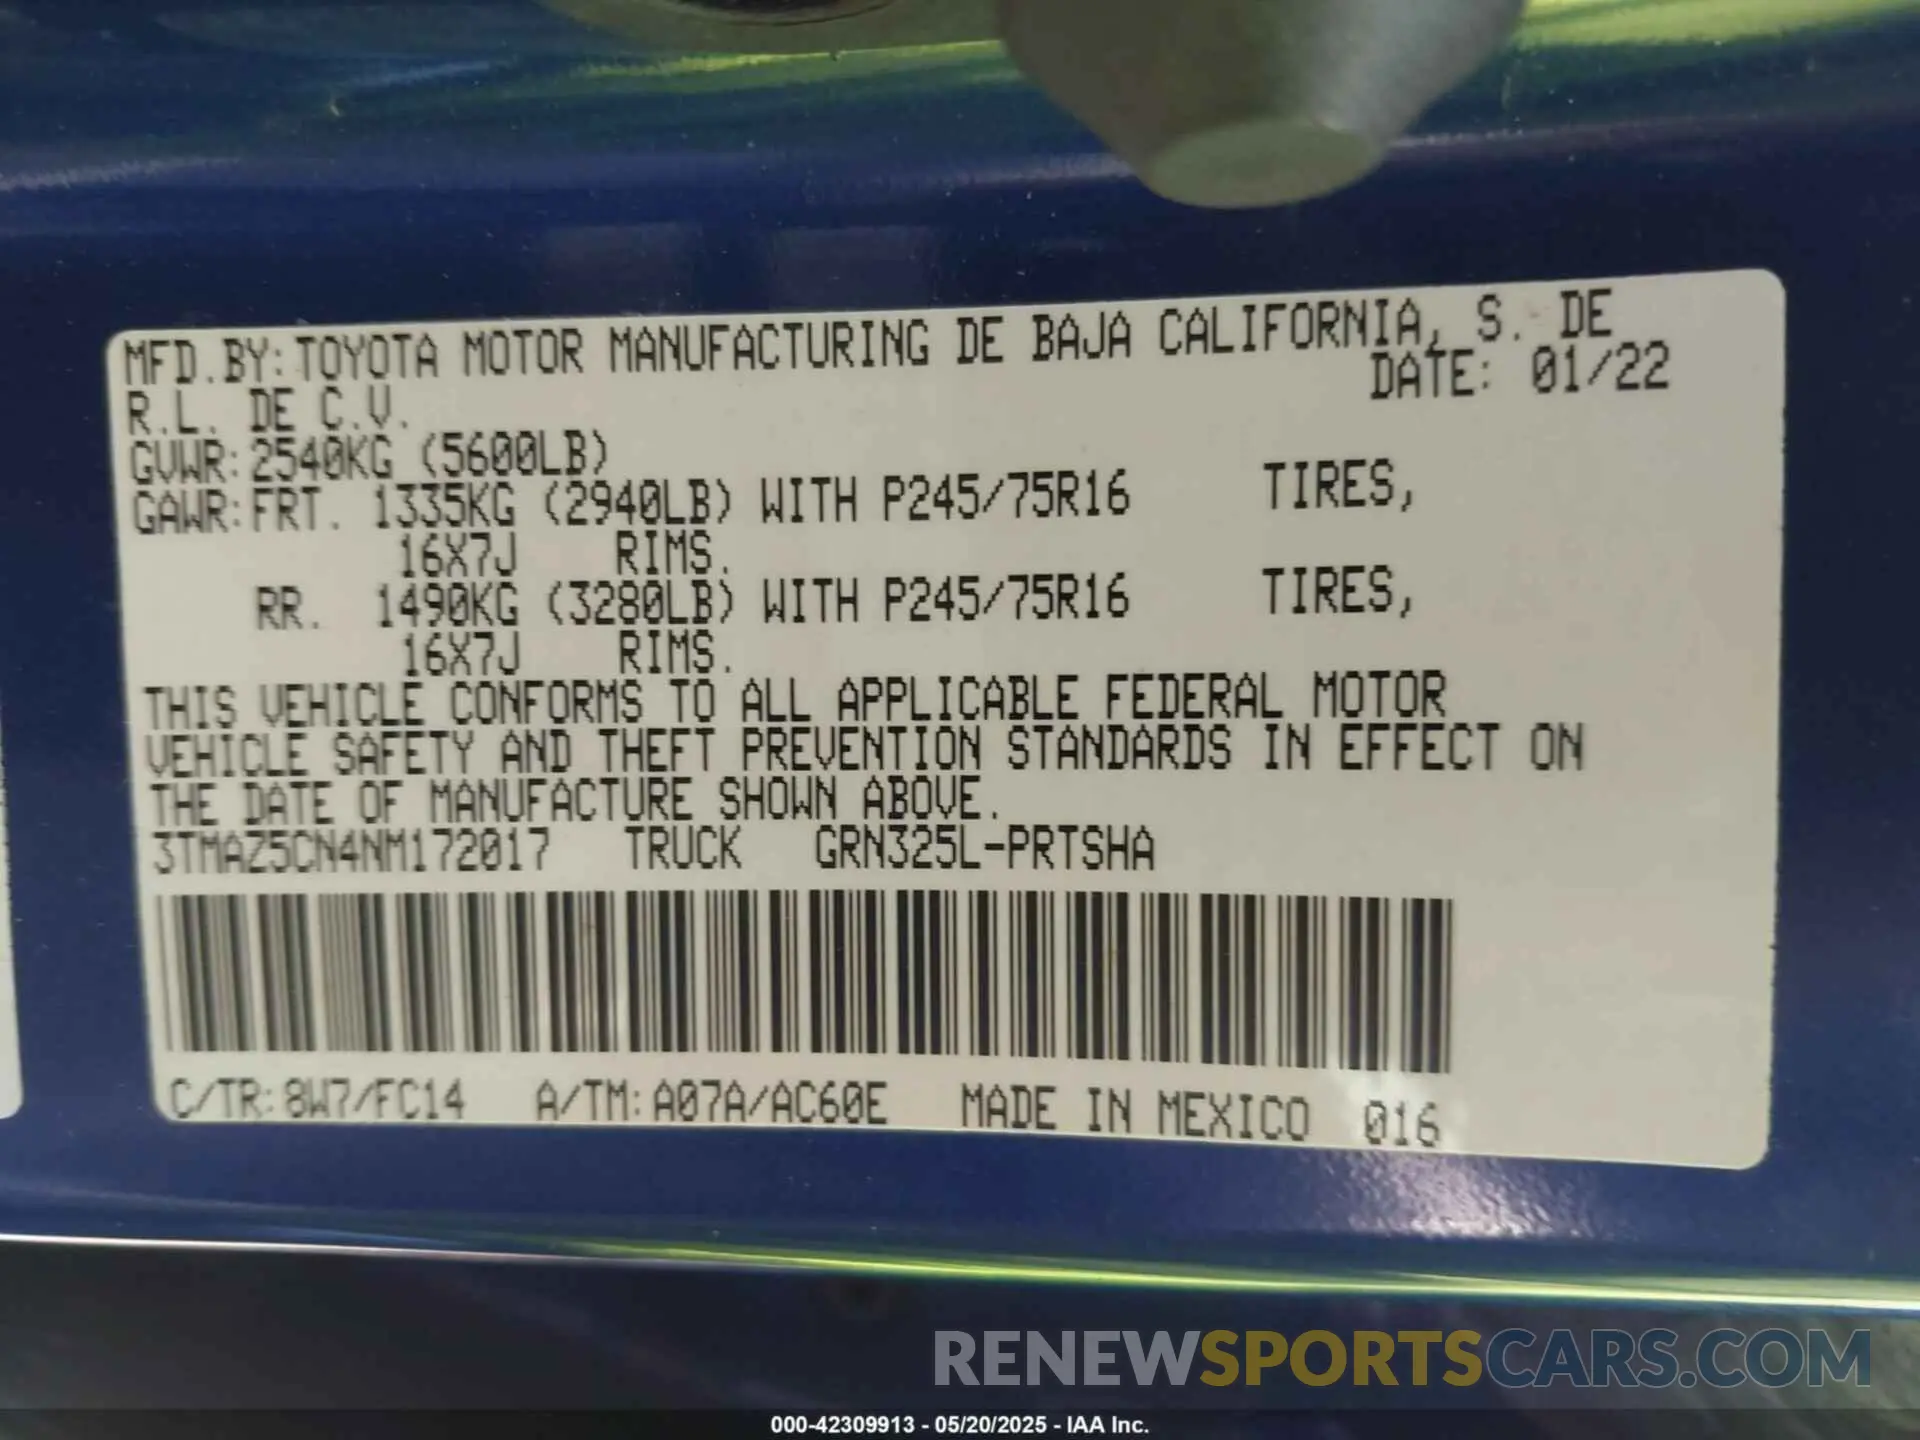 MFD.BY:TOYOTA MOTOR MANUFACTURING DE BAJA CALIFORNIA, S. DE
R.L. DE C.V. DATE: 01/22
GVWR:2540KG (5600LB)
GAWR:FRT. 1335KG (2940LB) WITH P245/75R16 TIRES,
16X7J RIMS.
RR. 1490KG (3280LB) WITH P245/75R16 TIRES,
16X7J RIMS.
THIS VEHICLE CONFORMS TO ALL APPLICABLE FEDERAL MOTOR
VEHICLE SAFETY AND THEFT PREVENTION STANDARDS IN EFFECT ON
THE DATE OF MANUFACTURE SHOWN ABOVE.
3TMAZ5CN4NM172017 TRUCK GRN325L-PRTSHA
C/TR:8W7/FC14 A/TM:A07A/AC60E MADE IN MEXICO 016
RENEWSPORTSCARS.COM
000-42309913 - 05/20/2025 - IAA Inc.